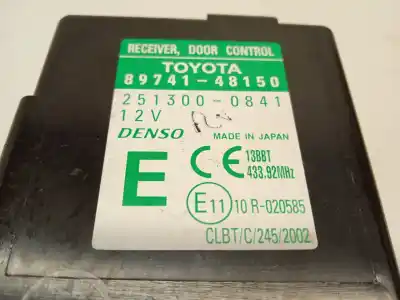 RECEIVER, DOOR CONTROL
TOYOTA
89741-48150
251300-0841
12V
DENSO MADE IN JAPAN
E CE 13BBT
433.92MHz
E11 10 R-020585
CLBT/C/245/2002